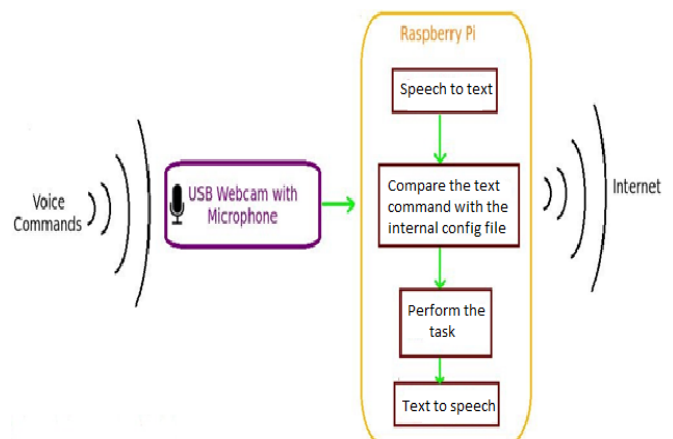 Raspberry Pi
Speech to text
Voice
Commands
USB Webcam with
Microphone
Compare the text
command with the
internal config file
Internet
Perform the
task
Text to speech